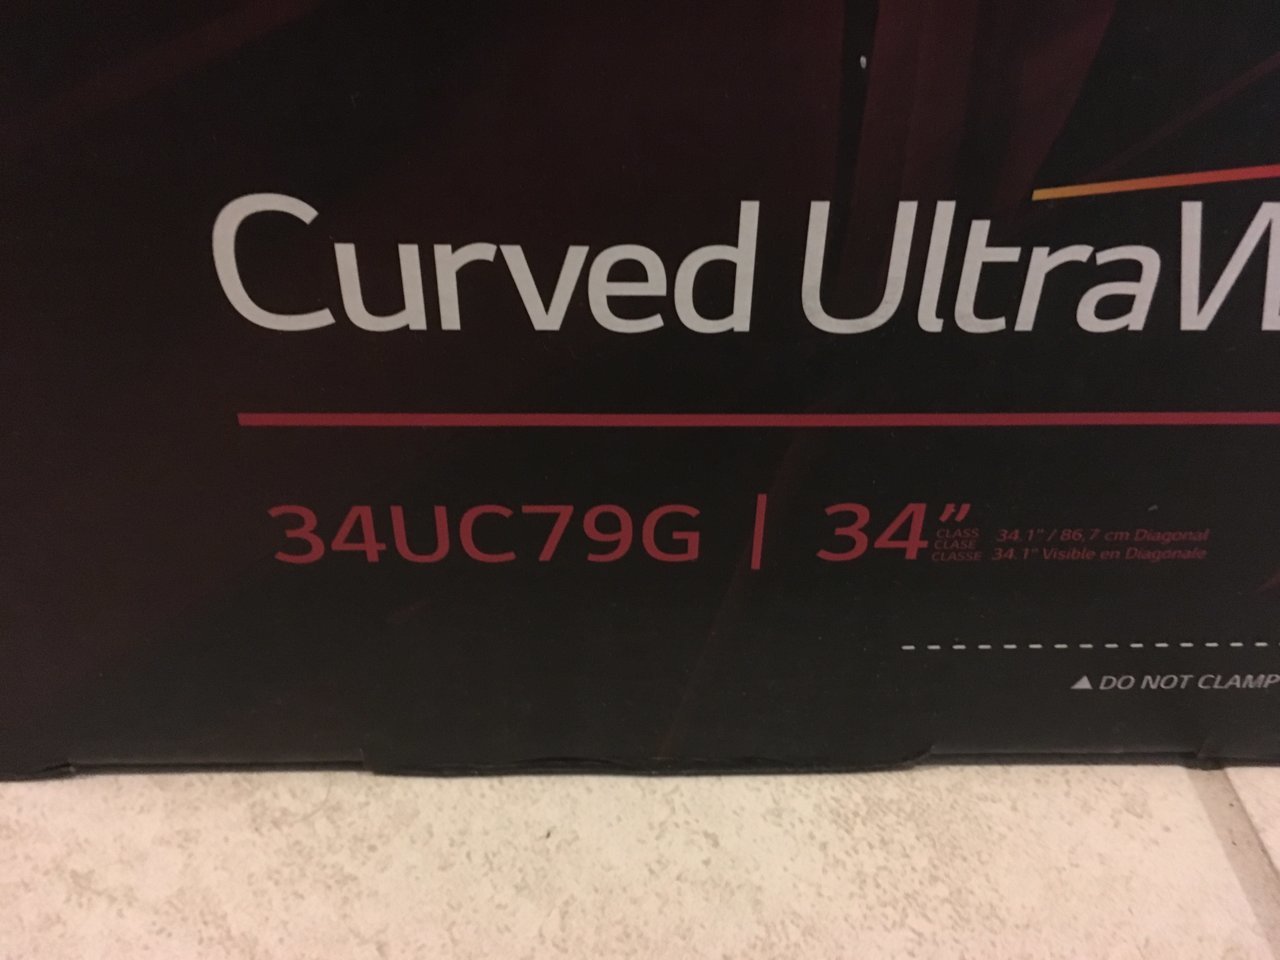 Curved UltraW
34UC79G | 34”
CLASS
CLASE
CLASSE
34.1" / 86,7 cm Diagonal
34.1" Visible en Diagonale
▲ DO NOT CLAMP